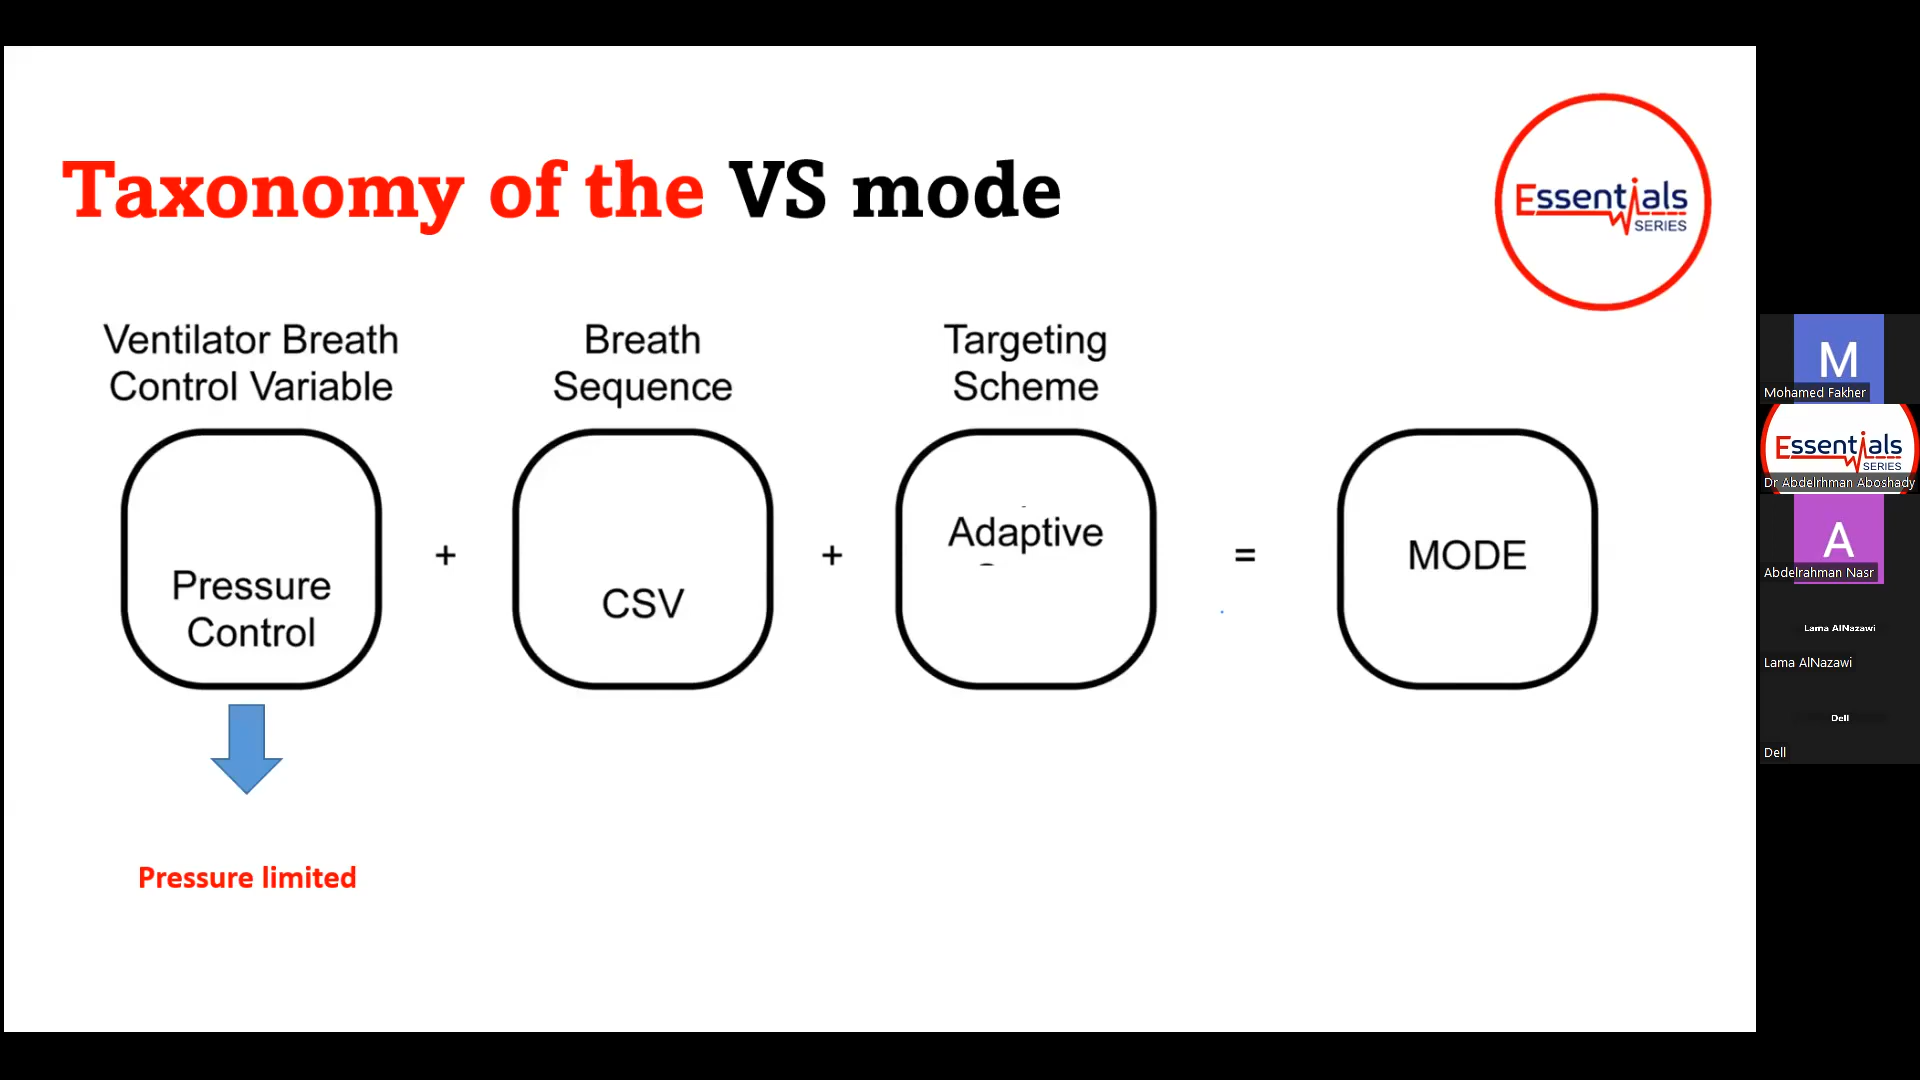 Taxonomy of the VS mode
Essentials
SERIES
Ventilator Breath
Control Variable
Breath
Sequence
Targeting
Scheme
Pressure
Control
+
CSV
+
Adaptive
=
MODE
Pressure limited
M
Mohamed Fakher
Essentials
SERIES
Dr Abdelrhman Aboshady
A
Abdelrahman Nasr
Lama AlNazawi
Lama AlNazawi
Dell
Dell